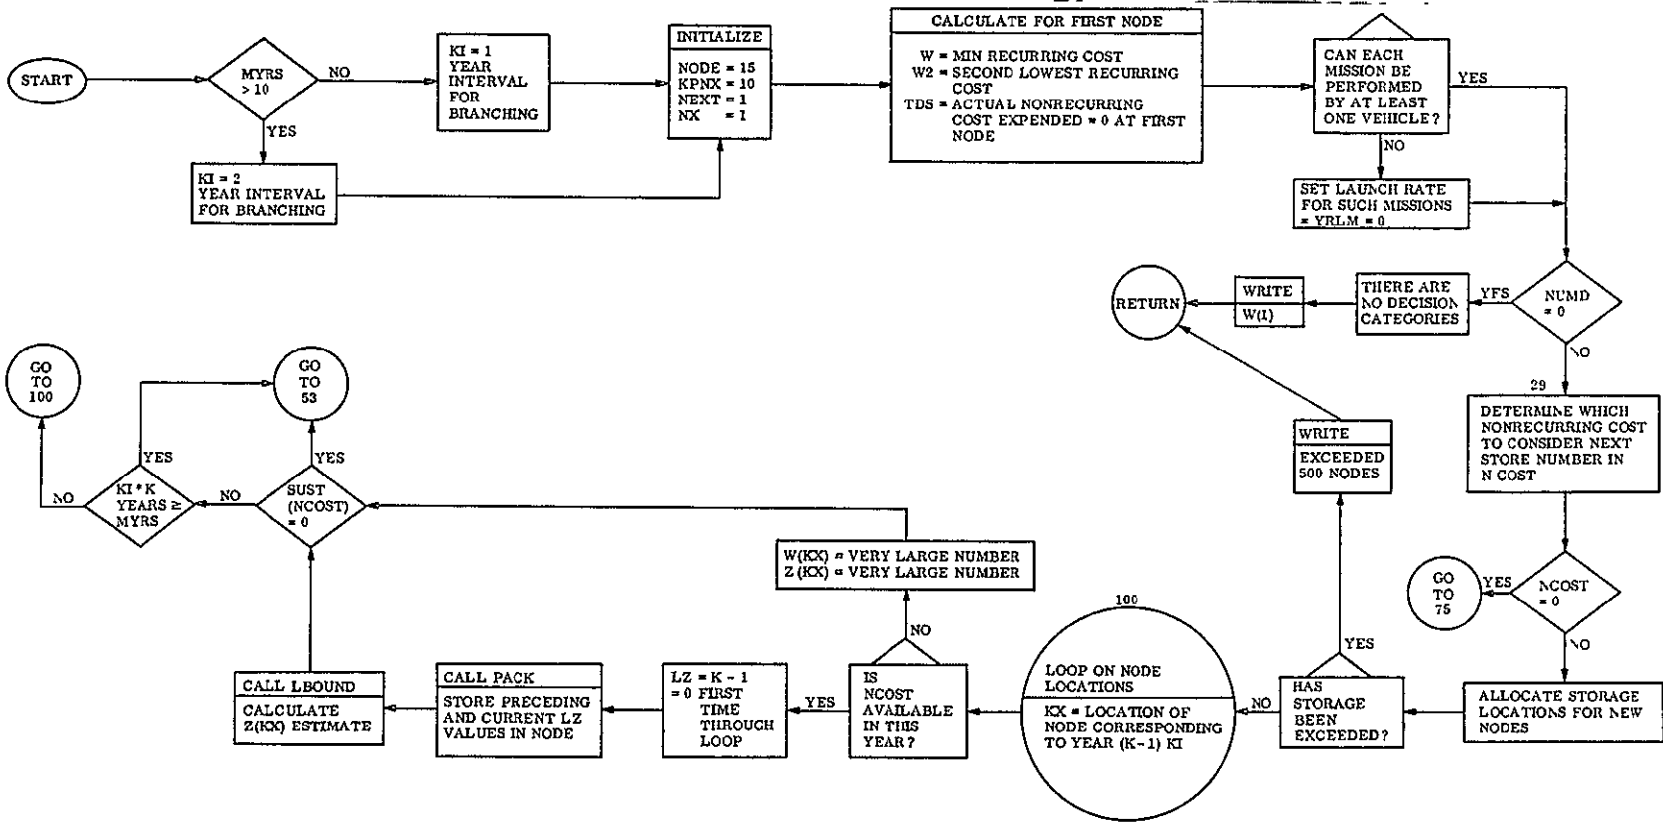 START
MYRS
> 10
NO
YES
KI = 1
YEAR
INTERVAL
FOR
BRANCHING
KI = 2
YEAR INTERVAL
FOR BRANCHING
INITIALIZE
NODE = 15
KPNX = 10
NEXT = 1
NX = 1
CALCULATE FOR FIRST NODE
W = MIN RECURRING COST
W2 = SECOND LOWEST RECURRING
COST
TDS = ACTUAL NONRECURRING
COST EXPENDED = 0 AT FIRST
NODE
CAN EACH
MISSION BE
PERFORMED
BY AT LEAST
ONE VEHICLE?
YES
NO
SET LAUNCH RATE
FOR SUCH MISSIONS
= YRLM = 0
NUMD
= 0
YES
NO
THERE ARE
NO DECISION
CATEGORIES
WRITE
W(1)
RETURN
29
DETERMINE WHICH
NONRECURRING COST
TO CONSIDER NEXT
STORE NUMBER IN
N COST
NCOST
= 0
YES
NO
GO
TO
75
ALLOCATE STORAGE
LOCATIONS FOR NEW
NODES
HAS
STORAGE
BEEN
EXCEEDED?
YES
NO
WRITE
EXCEEDED
500 NODES
100
LOOP ON NODE
LOCATIONS
KX = LOCATION OF
NODE CORRESPONDING
TO YEAR (K-1) KI
IS
NCOST
AVAILABLE
IN THIS
YEAR?
NO
YES
W(KX) = VERY LARGE NUMBER
Z (KX) = VERY LARGE NUMBER
LZ = K - 1
= 0 FIRST
TIME
THROUGH
LOOP
CALL PACK
STORE PRECEDING
AND CURRENT LZ
VALUES IN NODE
CALL LBOUND
CALCULATE
Z(KX) ESTIMATE
SUST
(NCOST)
= 0
YES
NO
GO
TO
53
KI * K
YEARS ≥
MYRS
YES
NO
GO
TO
100